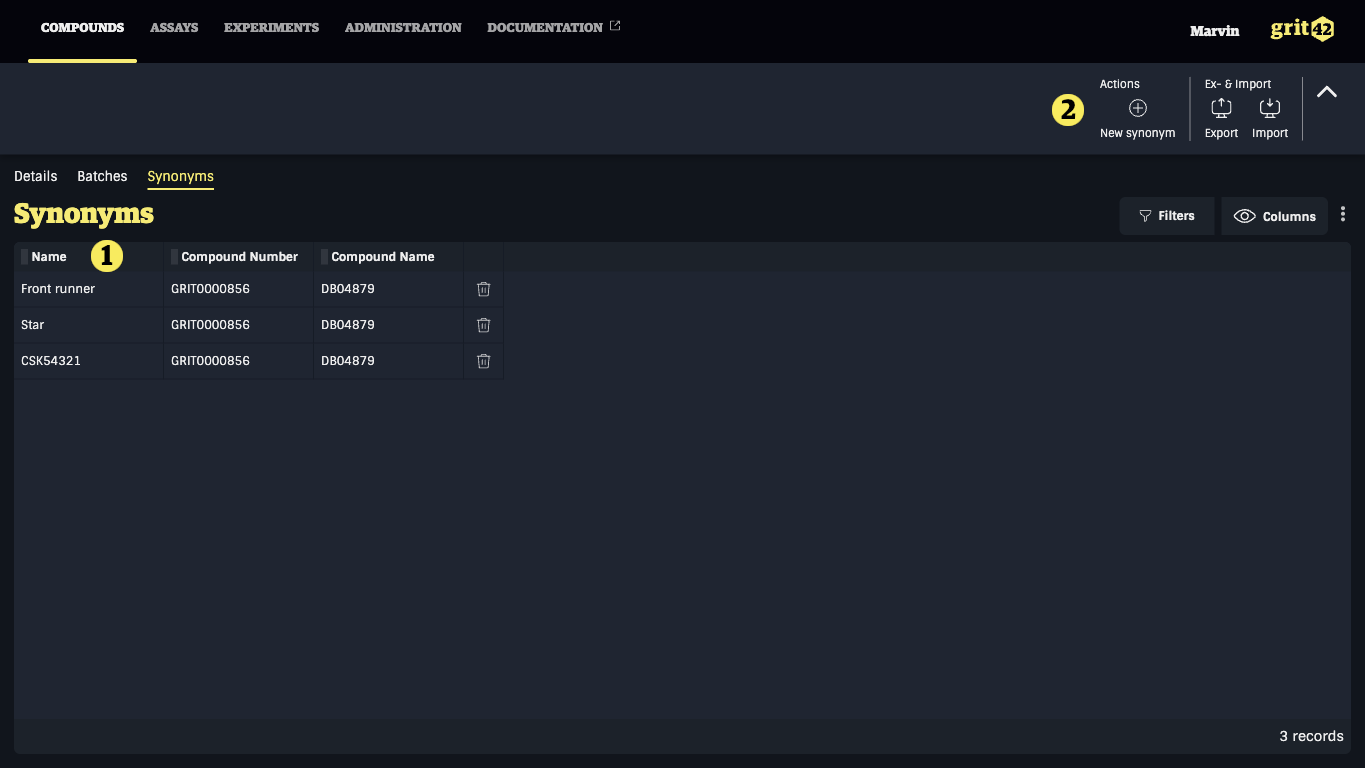 COMPOUNDS ASSAYS EXPERIMENTS ADMINISTRATION DOCUMENTATION Marvin grit42
Actions Ex- & Import
2
New synonym Export Import
Details Batches Synonyms
Synonyms Filters Columns
Name 1 Compound Number Compound Name
Front runner GRIT0000856 DB04879
Star GRIT0000856 DB04879
CSK54321 GRIT0000856 DB04879
3 records